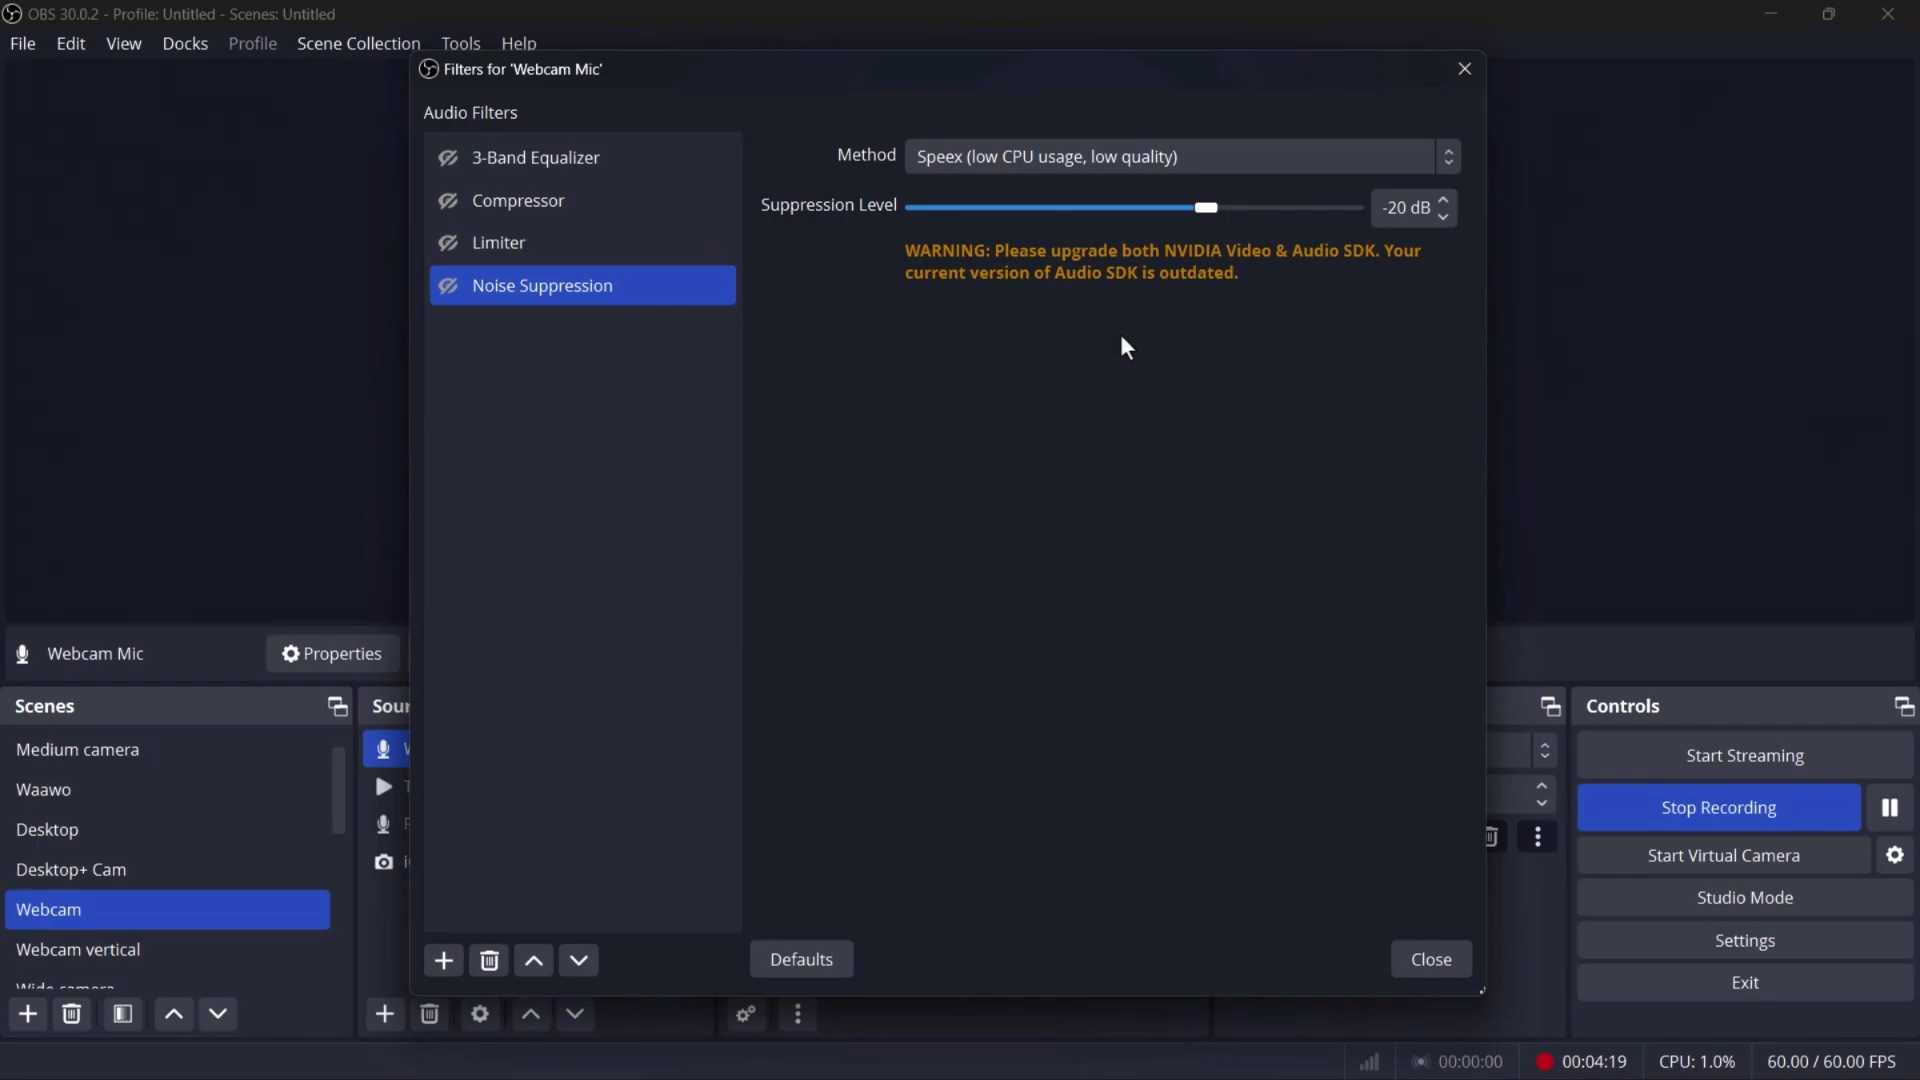 OBS 30.0.2 - Profile: Untitled - Scenes: Untitled
File Edit View Docks Profile Scene Collection Tools Help
Filters for 'Webcam Mic'
Audio Filters
3-Band Equalizer
Compressor
Limiter
Noise Suppression
Method Speex (low CPU usage, low quality)
Suppression Level -20 dB
WARNING: Please upgrade both NVIDIA Video & Audio SDK. Your
current version of Audio SDK is outdated.
Defaults
Close
Webcam Mic
Properties
Scenes
Medium camera
Waawo
Desktop
Desktop+ Cam
Webcam
Webcam vertical
Wide camera
Sour
Controls
Start Streaming
Stop Recording
Start Virtual Camera
Studio Mode
Settings
Exit
00:00:00 00:04:19 CPU: 1.0% 60.00 / 60.00 FPS